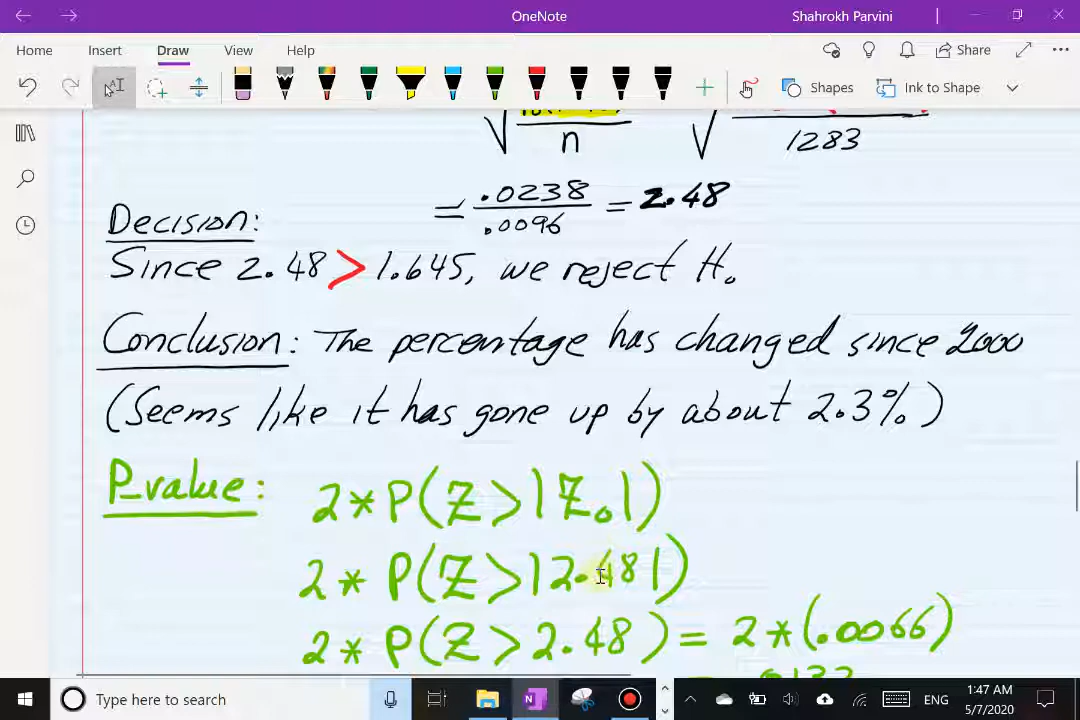 OneNote
Shahrokh Parvini
Home Insert Draw View Help
Share
Shapes
Ink to Shape
n
1283
= .0238 / .0096 = 2.48
Decision:
Since 2.48 > 1.645, we reject H₀
Conclusion: The percentage has changed since 2000
(Seems like it has gone up by about 2.3%)
P_value: 2*P(Z>|Z₀|)
2*P(Z>|2.48|)
2*P(Z>2.48) = 2*(.0066)
Type here to search
ENG
1:47 AM
5/7/2020